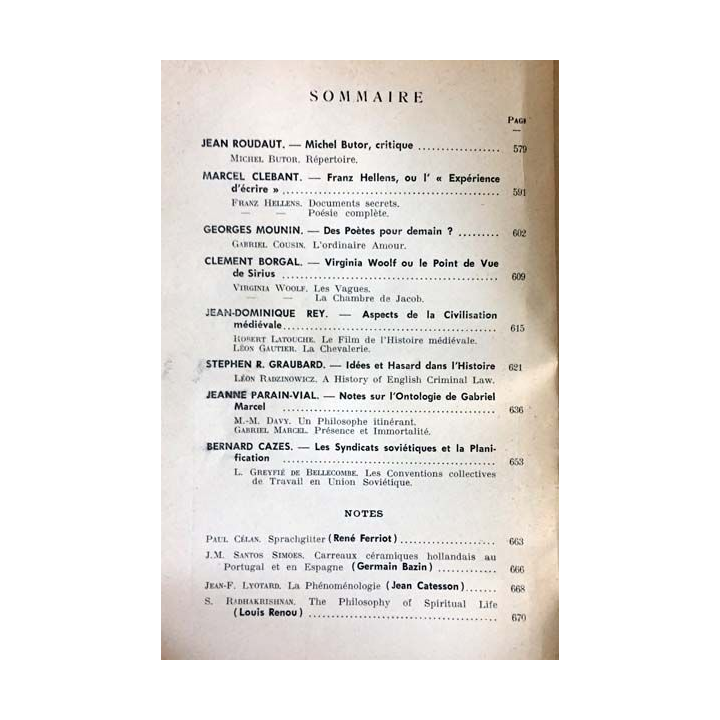 SOMMAIRE
PAGE
JEAN ROUDAUT. — Michel Butor, critique .................. 579
MICHEL BUTOR. Répertoire.
MARCEL CLEBANT. — Franz Hellens, ou l' « Expérience
d'écrire » ............................................. 591
FRANZ HELLENS. Documents secrets.
— — Poésie complète.
GEORGES MOUNIN. — Des Poètes pour demain ? ......... 602
GABRIEL COUSIN. L'ordinaire Amour.
CLEMENT BORGAL. — Virginia Woolf ou le Point de Vue
de Sirius ............................................. 609
VIRGINIA WOOLF. Les Vagues.
— — La Chambre de Jacob.
JEAN-DOMINIQUE REY. — Aspects de la Civilisation
médiévale............................................. 615
ROBERT LATOUCHE. Le Film de l'Histoire médiévale.
LÉON GAUTIER. La Chevalerie.
STEPHEN R. GRAUBARD. — Idées et Hasard dans l'Histoire 621
LÉON RADZINOWICZ. A History of English Criminal Law.
JEANNE PARAIN-VIAL. — Notes sur l'Ontologie de Gabriel
Marcel ............................................. 636
M.-M. DAVY. Un Philosophe itinérant.
GABRIEL MARCEL. Présence et Immortalité.
BERNARD CAZES. — Les Syndicats soviétiques et la Plani-
fication ............................................. 653
L. GREYFIÉ DE BELLECOMBE. Les Conventions collectives
de Travail en Union Soviétique.
NOTES
PAUL CÉLAN. Sprachgitter (René Ferriot) ..................... 663
J.M. SANTOS SIMOES. Carreaux céramiques hollandais au
Portugal et en Espagne (Germain Bazin) ................. 666
JEAN-F. LYOTARD. La Phénoménologie (Jean Catesson)....... 668
S. RADHAKRISHNAN. The Philosophy of Spiritual Life
(Louis Renou) ......................................... 670